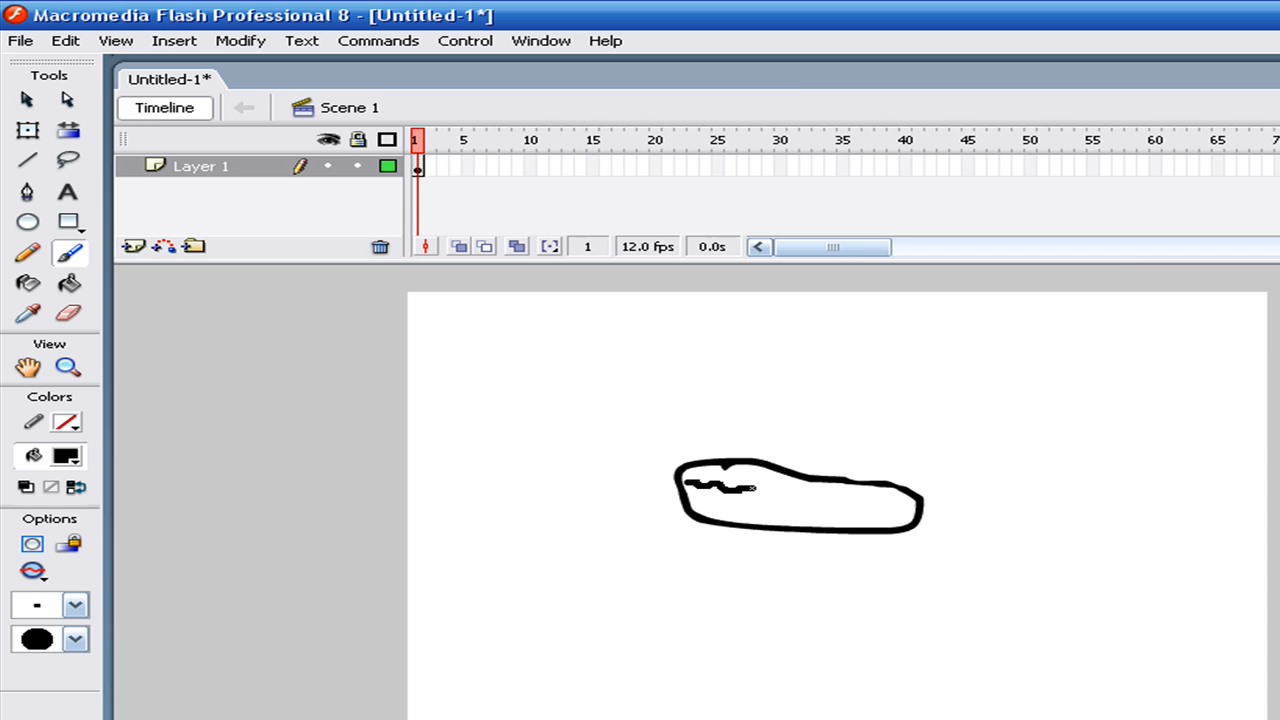 Macromedia Flash Professional 8 - [Untitled-1*]
File Edit View Insert Modify Text Commands Control Window Help
Tools
Untitled-1*
Timeline
Scene 1
1 5 10 15 20 25 30 35 40 45 50 55 60 65 7
Layer 1
1 12.0 fps 0.0s
View
Colors
Options